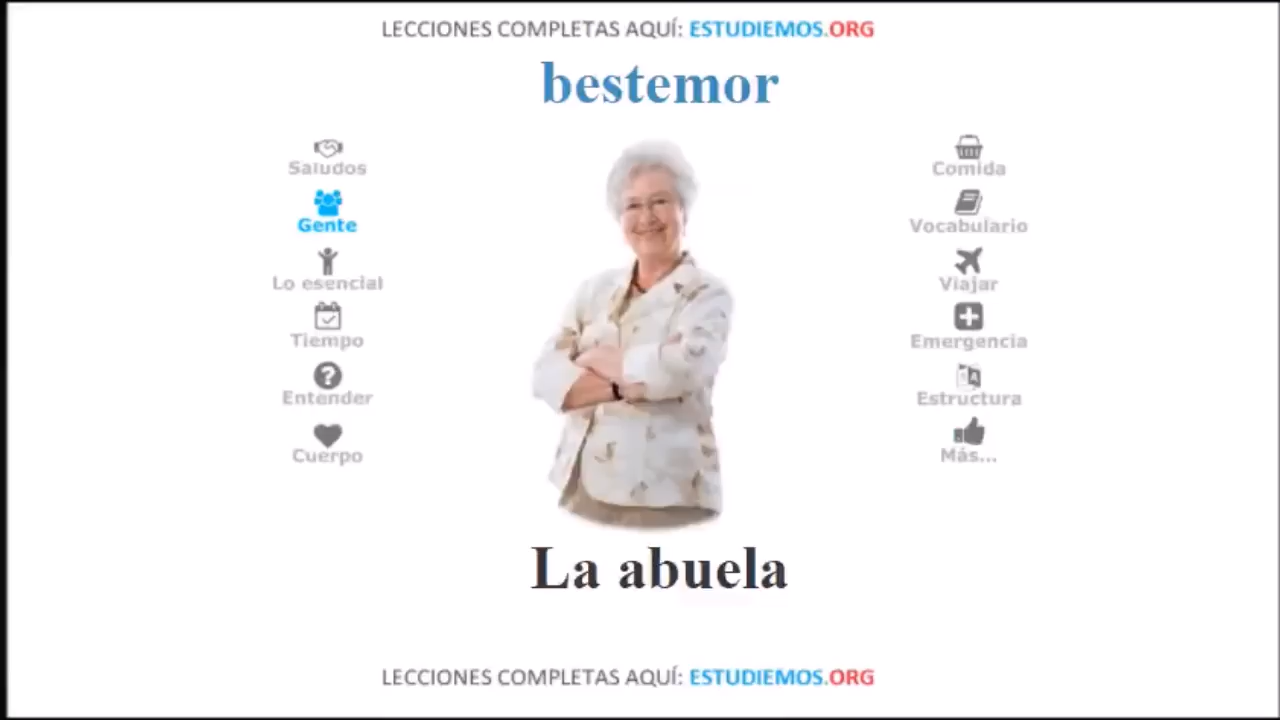 LECCIONES COMPLETAS AQUÍ: ESTUDIEMOS.ORG
bestemor
Saludos
Gente
Lo esencial
Tiempo
Entender
Cuerpo
Comida
Vocabulario
Viajar
Emergencia
Estructura
Más...
La abuela
LECCIONES COMPLETAS AQUÍ: ESTUDIEMOS.ORG